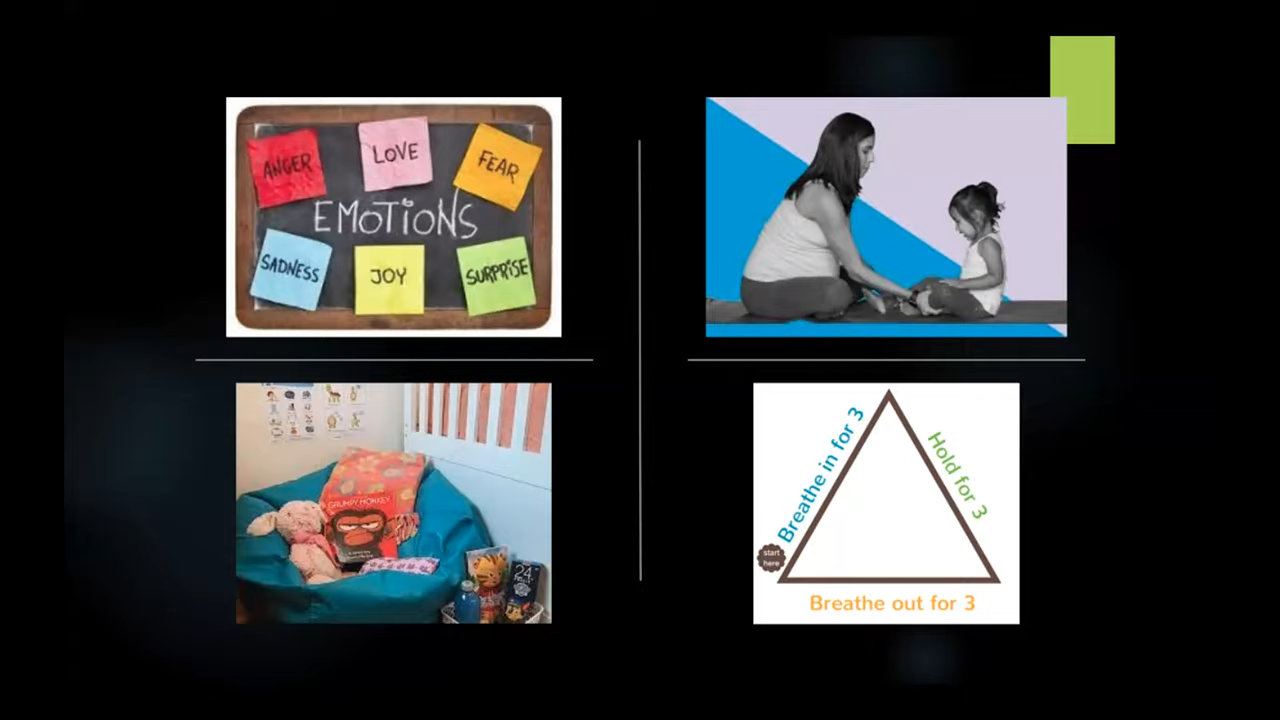 ANGER
LOVE
FEAR
EMOTIONS
SADNESS
JOY
SURPRISE
GRUMPY MONKEY
24
Breathe in for 3
Hold for 3
start
here
Breathe out for 3